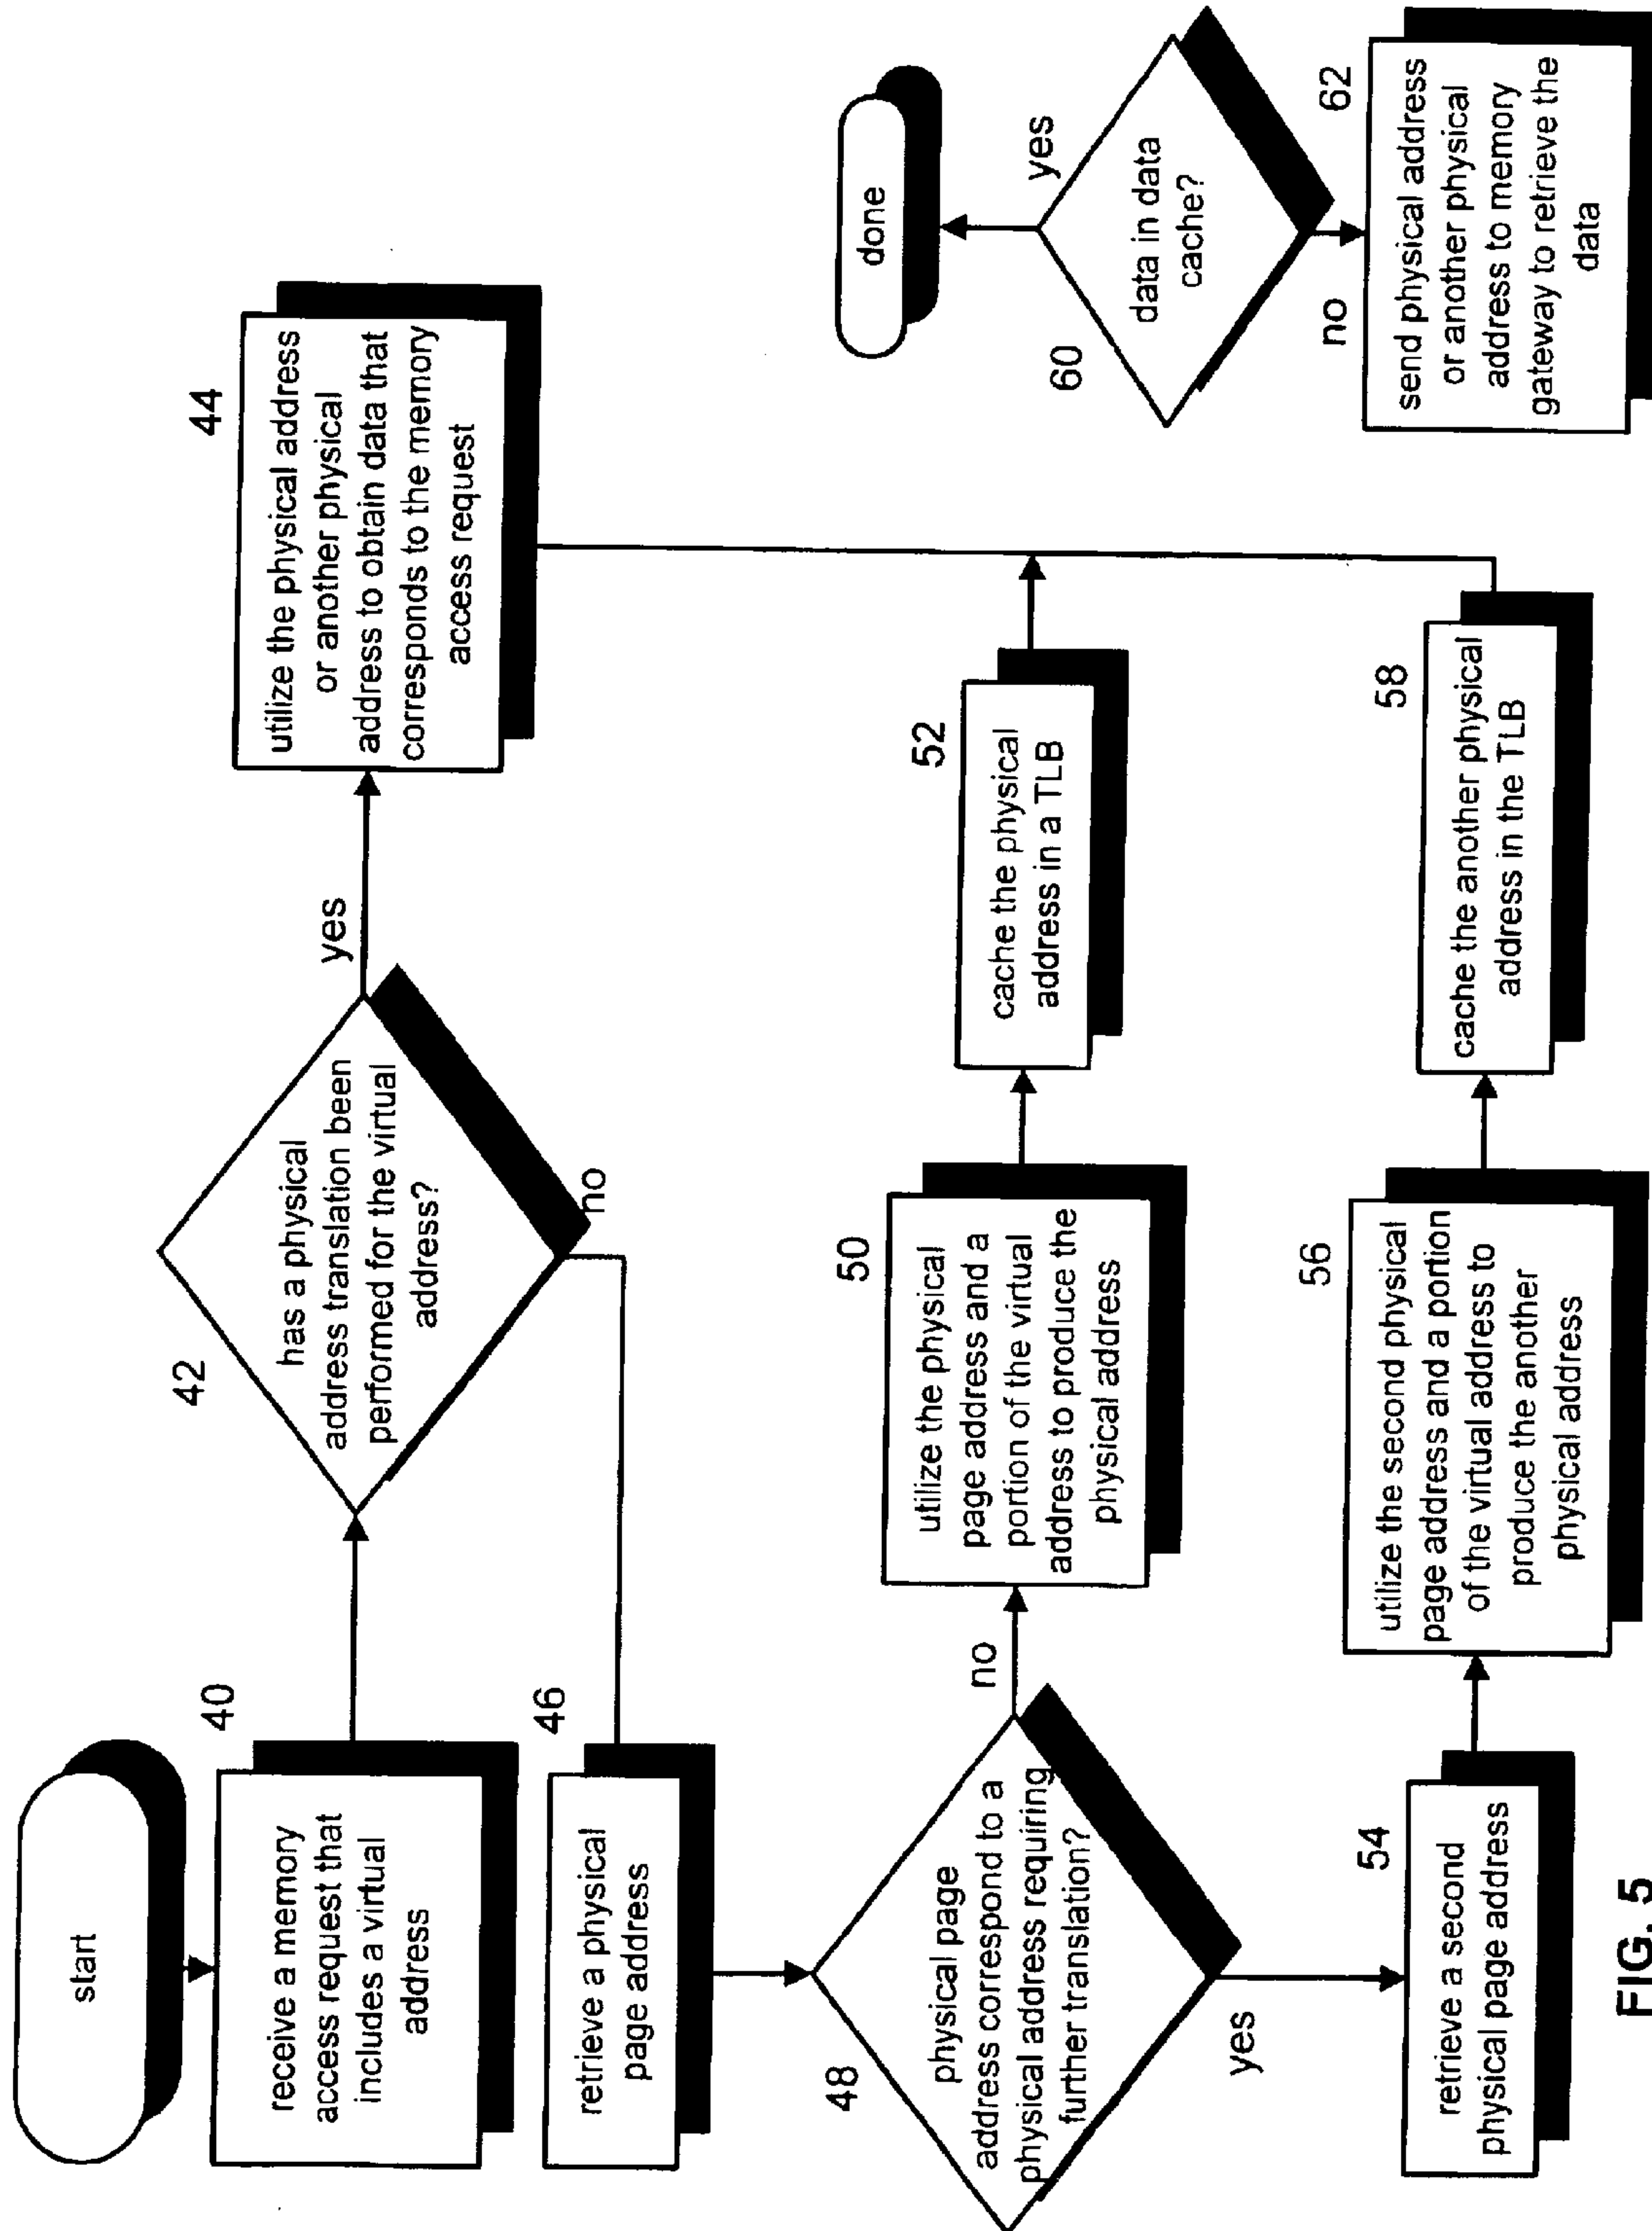 start
40
receive a memory
access request that
includes a virtual
address
42
has a physical
address translation been
performed for the virtual
address?
yes
no
44
utilize the physical address
or another physical
address to obtain data that
corresponds to the memory
access request
46
retrieve a physical
page address
48
physical page
address correspond to a
physical address requiring
further translation?
no
yes
50
utilize the physical
page address and a
portion of the virtual
address to produce the
physical address
52
cache the physical
address in a TLB
54
retrieve a second
physical page address
56
utilize the second physical
page address and a portion
of the virtual address to
produce the another
physical address
58
cache the another physical
address in the TLB
done
yes
60
data in data
cache?
no
62
send physical address
or another physical
address to memory
gateway to retrieve the
data
FIG. 5